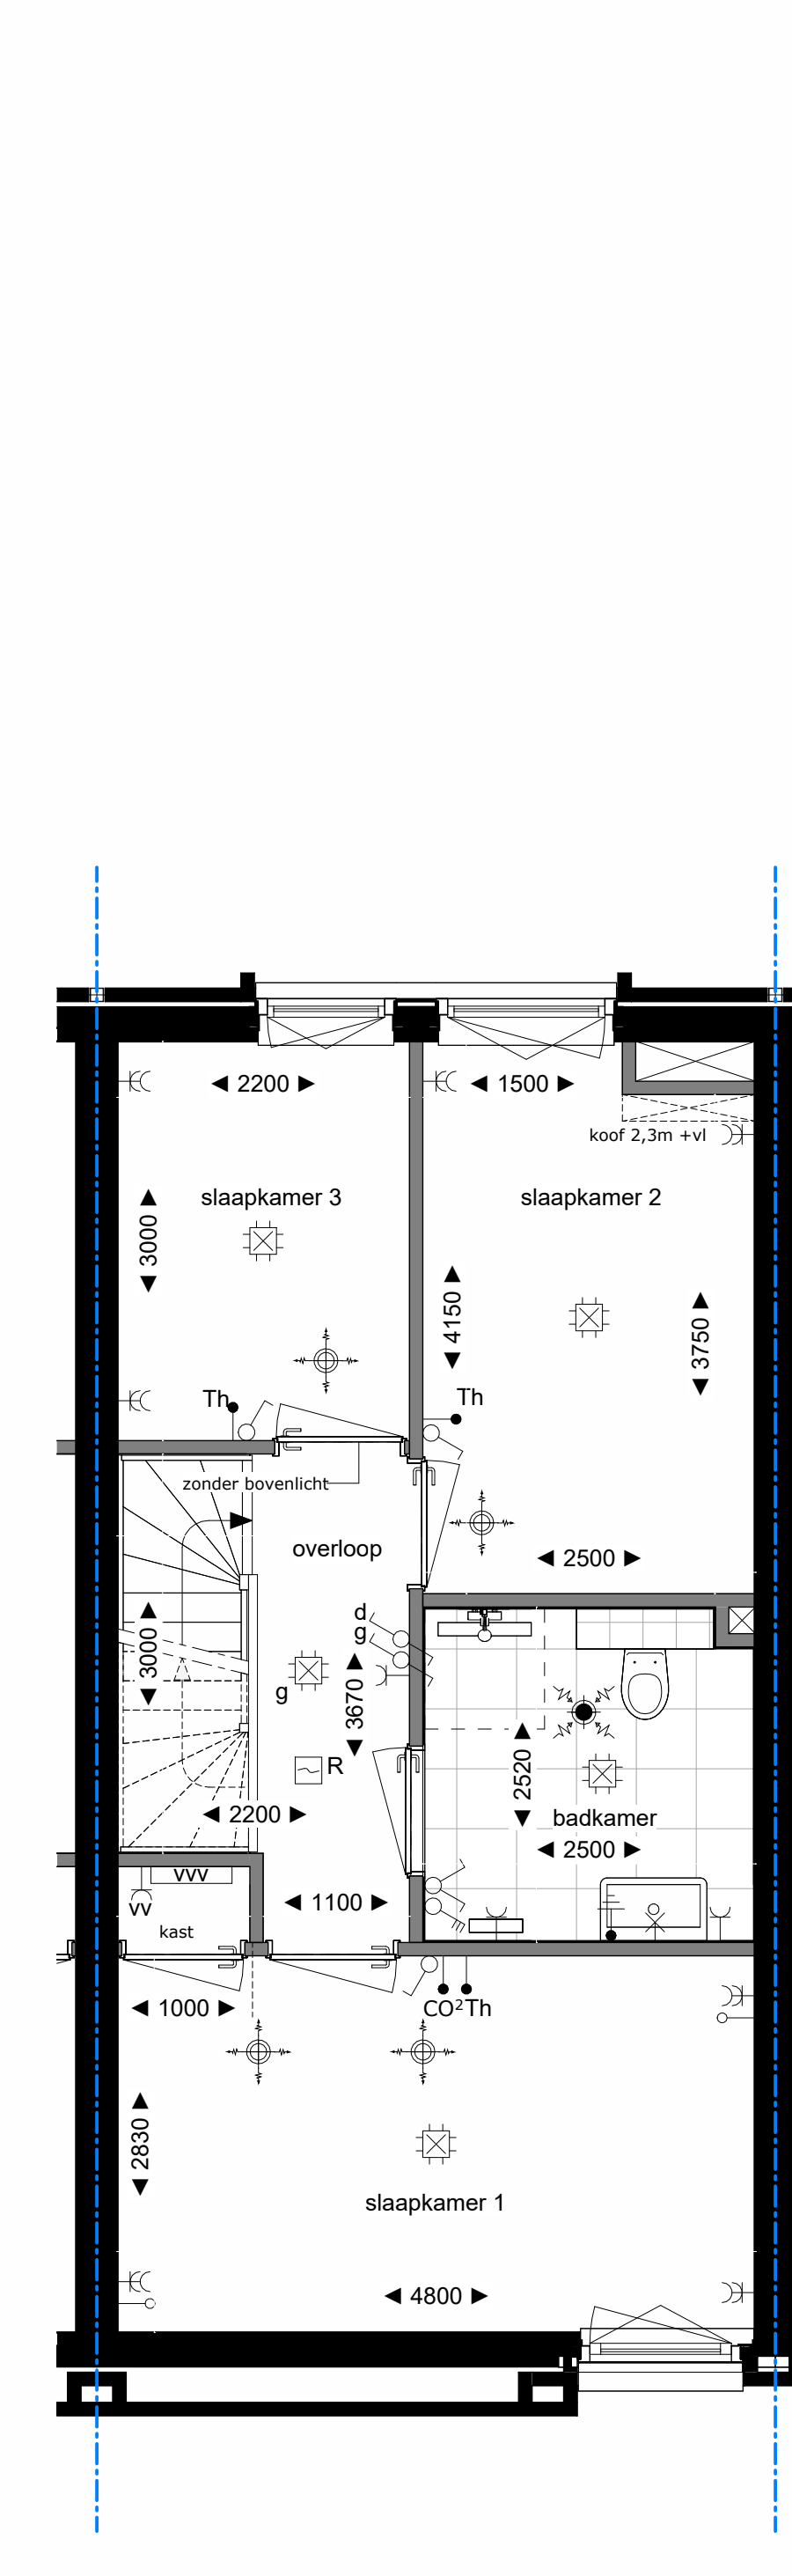 2200
1500
koof 2,3m +vl
slaapkamer 3
slaapkamer 2
3000
4150
3750
Th
Th
zonder bovenlicht
overloop
2500
d
g
3000
g
3670
R
2520
2200
badkamer
2500
VVV
VV
1100
kast
1000
CO²Th
2830
slaapkamer 1
4800